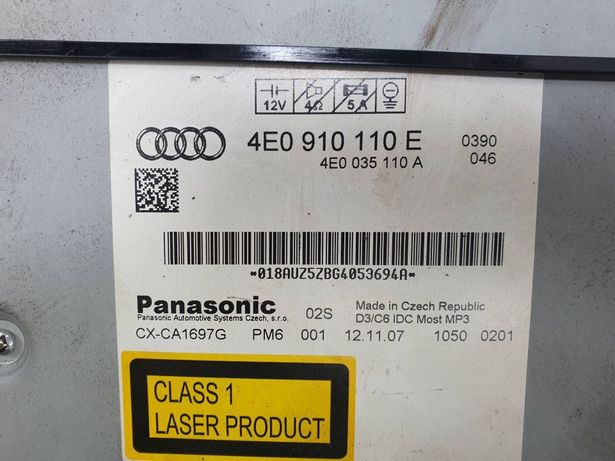 12V 4Ω 5A
4E0 910 110 E 0390
4E0 035 110 A 046
*018AUZ5ZBG4053694A*
Panasonic 02S Made in Czech Republic
Panasonic Automotive Systems Czech, s.r.o. D3/C6 IDC Most MP3
CX-CA1697G PM6 001 12.11.07 1050 0201
CLASS 1
LASER PRODUCT